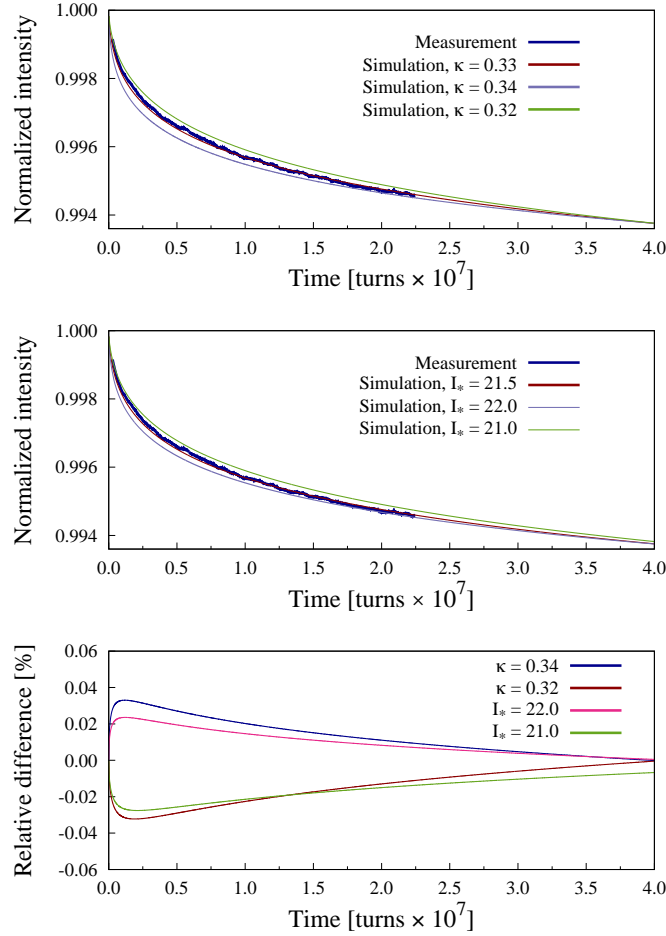 Normalized intensity
1.000
0.998
0.996
0.994
Measurement
Simulation, κ = 0.33
Simulation, κ = 0.34
Simulation, κ = 0.32
0.0 0.5 1.0 1.5 2.0 2.5 3.0 3.5 4.0
Time [turns × 10⁷]
Normalized intensity
1.000
0.998
0.996
0.994
Measurement
Simulation, I* = 21.5
Simulation, I* = 22.0
Simulation, I* = 21.0
0.0 0.5 1.0 1.5 2.0 2.5 3.0 3.5 4.0
Time [turns × 10⁷]
Relative difference [%]
0.06
0.04
0.02
0.00
-0.02
-0.04
-0.06
κ = 0.34
κ = 0.32
I* = 22.0
I* = 21.0
0.0 0.5 1.0 1.5 2.0 2.5 3.0 3.5 4.0
Time [turns × 10⁷]